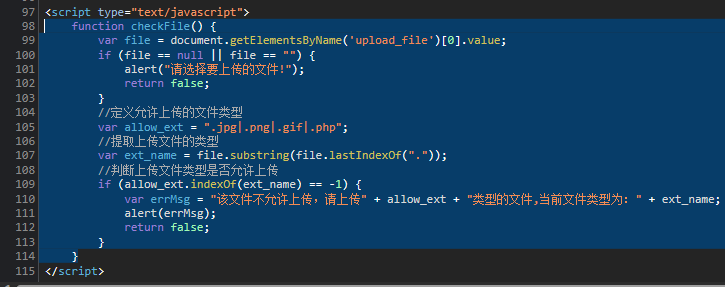 97 <script type="text/javascript">
98 function checkFile() {
99 var file = document.getElementsByName('upload_file')[0].value;
100 if (file == null || file == "") {
101 alert("请选择要上传的文件!");
102 return false;
103 }
104 //定义允许上传的文件类型
105 var allow_ext = ".jpg|.png|.gif|.php";
106 //提取上传文件的类型
107 var ext_name = file.substring(file.lastIndexOf("."));
108 //判断上传文件类型是否允许上传
109 if (allow_ext.indexOf(ext_name) == -1) {
110 var errMsg = "该文件不允许上传，请上传" + allow_ext + "类型的文件,当前文件类型为：" + ext_name;
111 alert(errMsg);
112 return false;
113 }
114 }
115 </script>